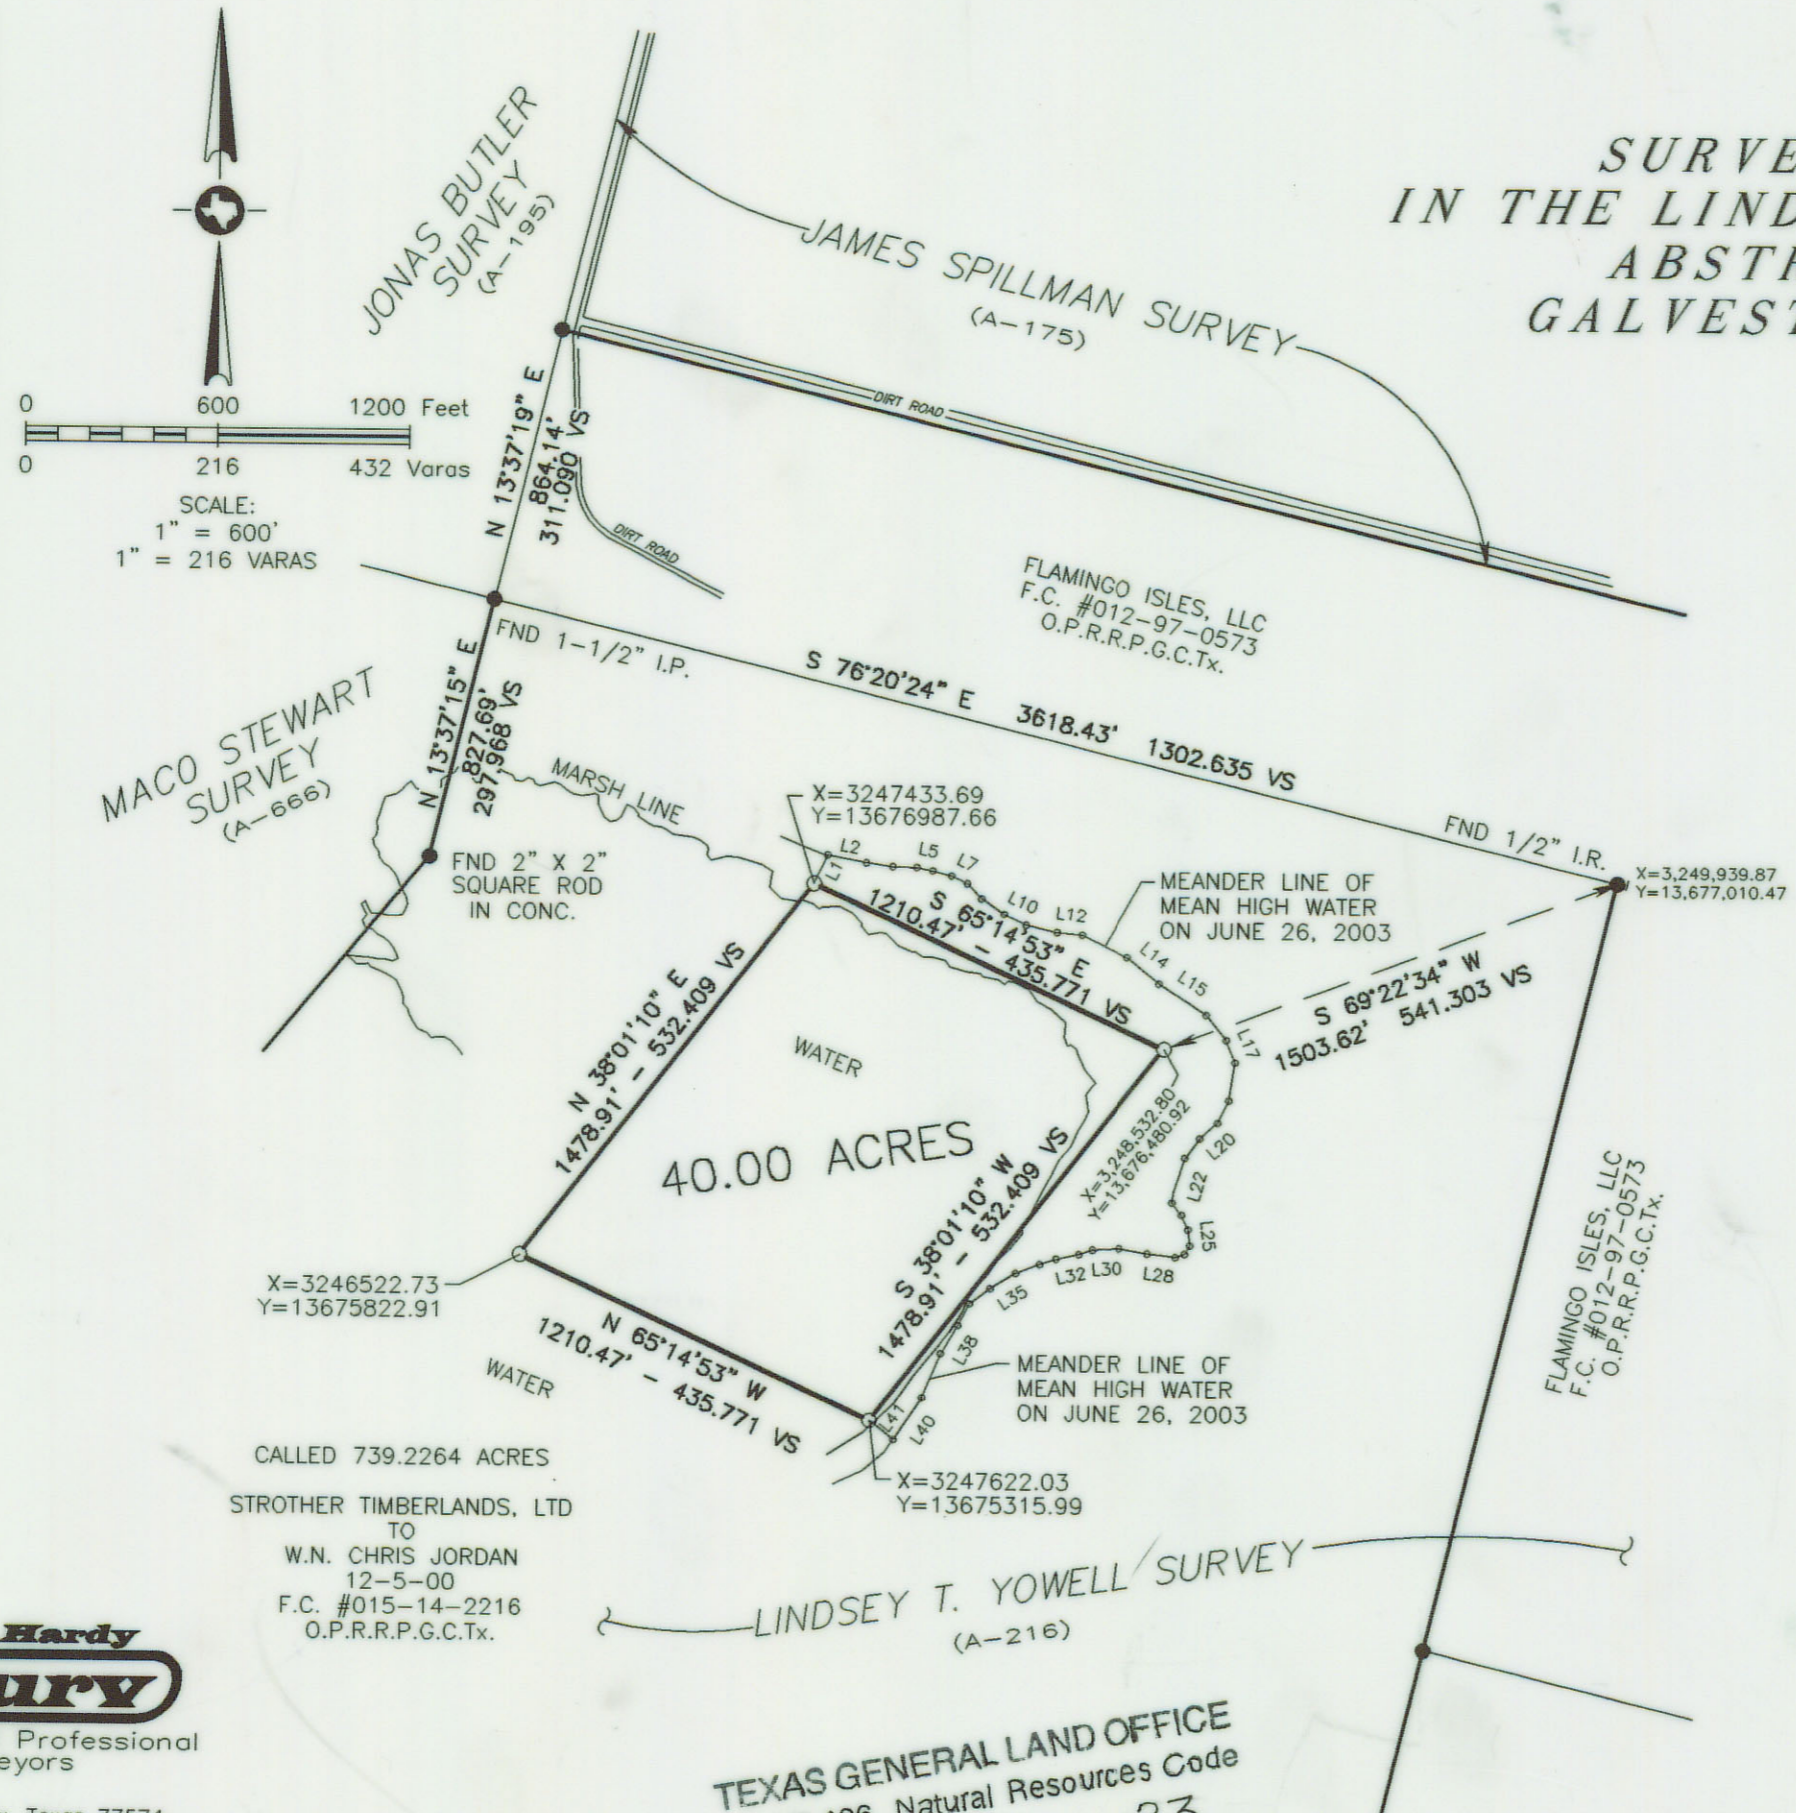 SURVE
IN THE LIND
ABSTR
GALVEST
JONAS BUTLER
SURVEY
(A-195)
JAMES SPILLMAN SURVEY
(A-175)
0 600 1200 Feet
0 216 432 Varas
SCALE:
1" = 600'
1" = 216 VARAS
DIRT ROAD
N 13°37'19" E
864.14'
311.090 VS
DIRT ROAD
FLAMINGO ISLES, LLC
F.C. #012-97-0573
O.P.R.R.P.G.C.Tx.
FND 1-1/2" I.P.
S 76°20'24" E 3618.43' 1302.635 VS
MACO STEWART
SURVEY
(A-666)
N 13°37'15" E
827.69'
297.968 VS
MARSH LINE
X=3247433.69
Y=13676987.66
FND 1/2" I.R.
X=3,249,939.87
Y=13,677,010.47
FND 2" X 2"
SQUARE ROD
IN CONC.
L1
L2
L5
L7
L10
L12
L14
L15
L17
MEANDER LINE OF
MEAN HIGH WATER
ON JUNE 26, 2003
S 65°14'53" E
1210.47' - 435.771 VS
S 69°22'34" W
1503.62' 541.303 VS
N 38°01'10" E
1478.91' - 532.409 VS
WATER
40.00 ACRES
X=3,248,532.80
Y=13,676,480.92
S 38°01'10" W
1478.91' - 532.409 VS
L20
L22
L25
L28
L30
L32
L35
L38
L40
L41
X=3246522.73
Y=13675822.91
N 65°14'53" W
1210.47' - 435.771 VS
WATER
MEANDER LINE OF
MEAN HIGH WATER
ON JUNE 26, 2003
X=3247622.03
Y=13675315.99
FLAMINGO ISLES, LLC
F.C. #012-97-0573
O.P.R.R.P.G.C.Tx.
CALLED 739.2264 ACRES
STROTHER TIMBERLANDS, LTD
TO
W.N. CHRIS JORDAN
12-5-00
F.C. #015-14-2216
O.P.R.R.P.G.C.Tx.
LINDSEY T. YOWELL SURVEY
(A-216)
Hardy
urv
Professional
eyors
TEXAS GENERAL LAND OFFICE
Natural Resources Code